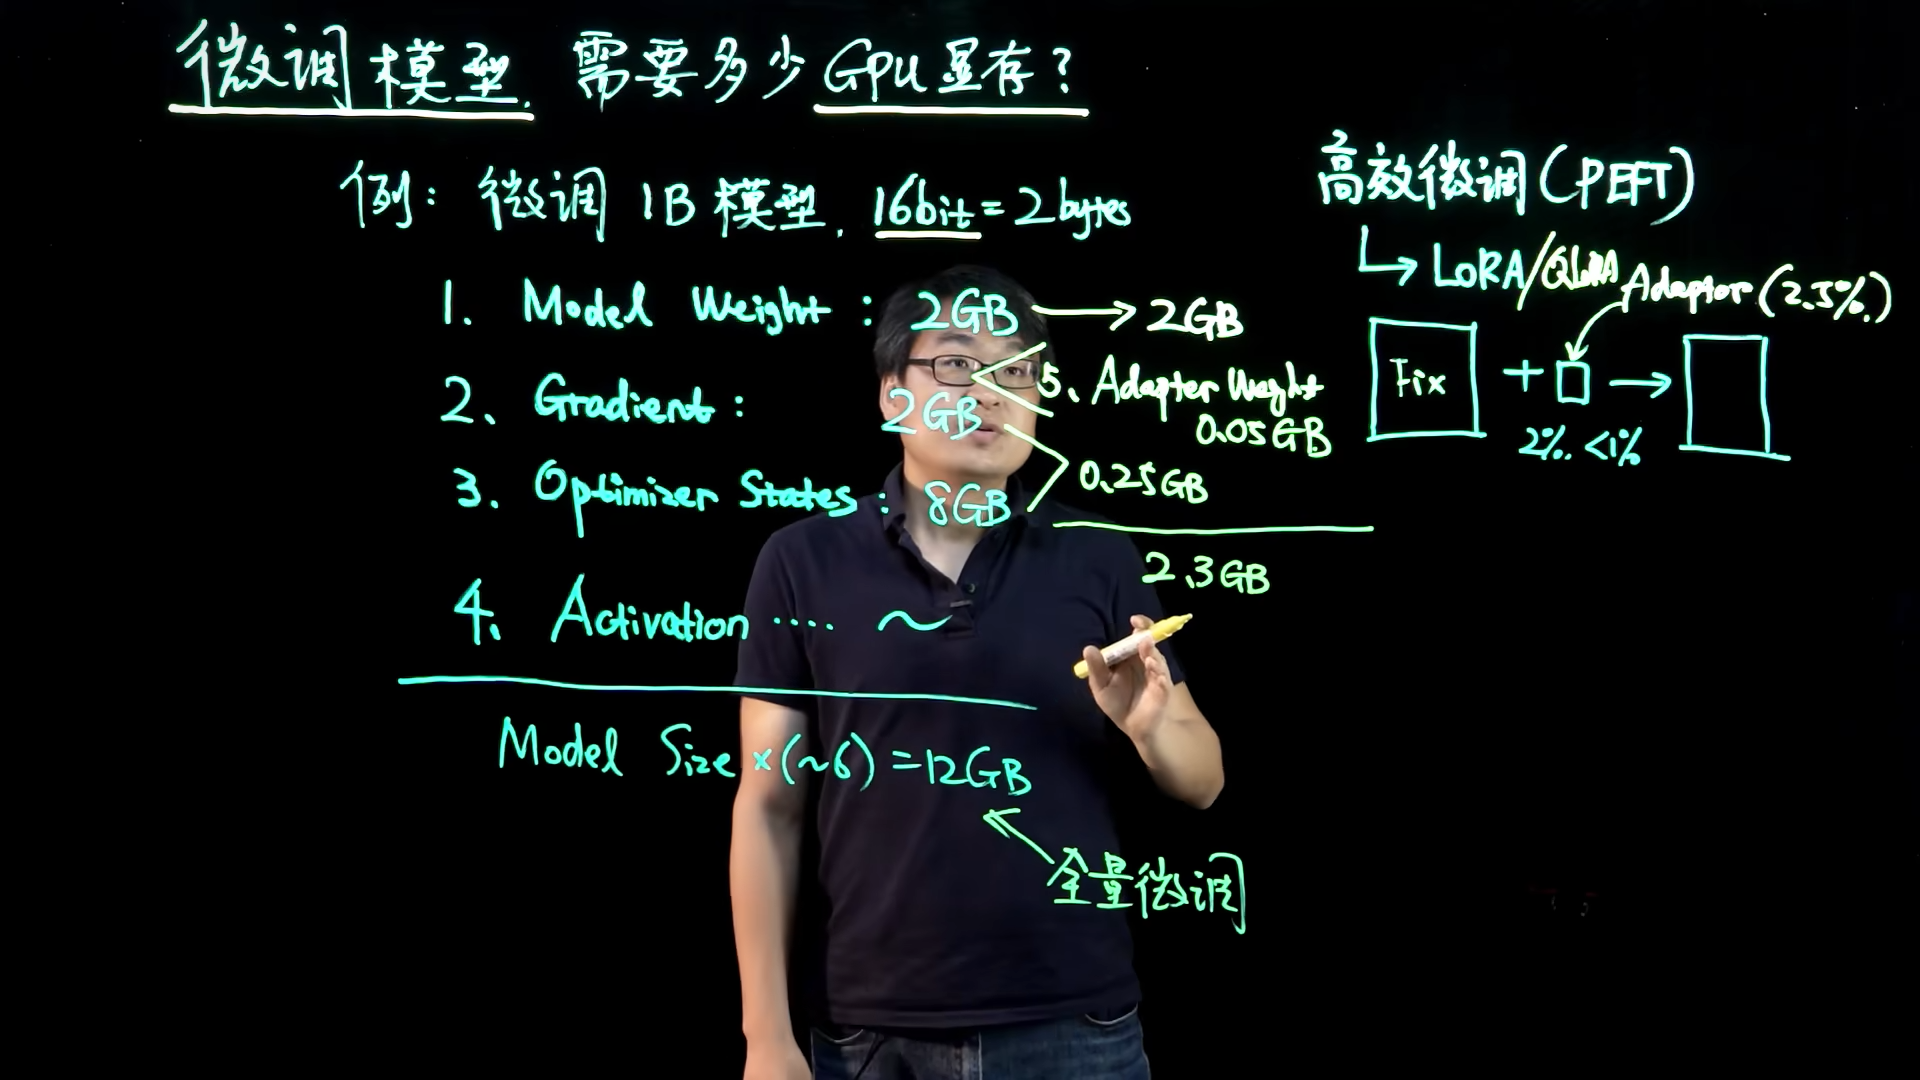 微调模型. 需要多少GPU显存?
例: 微调 1B 模型. 16bit = 2bytes
1. Model Weight : 2GB → 2GB
5、Adapter Weight
0.05GB
2、Gradient : 2GB
0.25GB
3. Optimizer States : 8GB
2.3GB
4. Activation .... ~
Model Size × (~6) = 12GB
全量微调
高效微调(PEFT)
↳ LoRA/QLoRA
Adaptor (2.5%.)
Fix + → 
2%. <1%